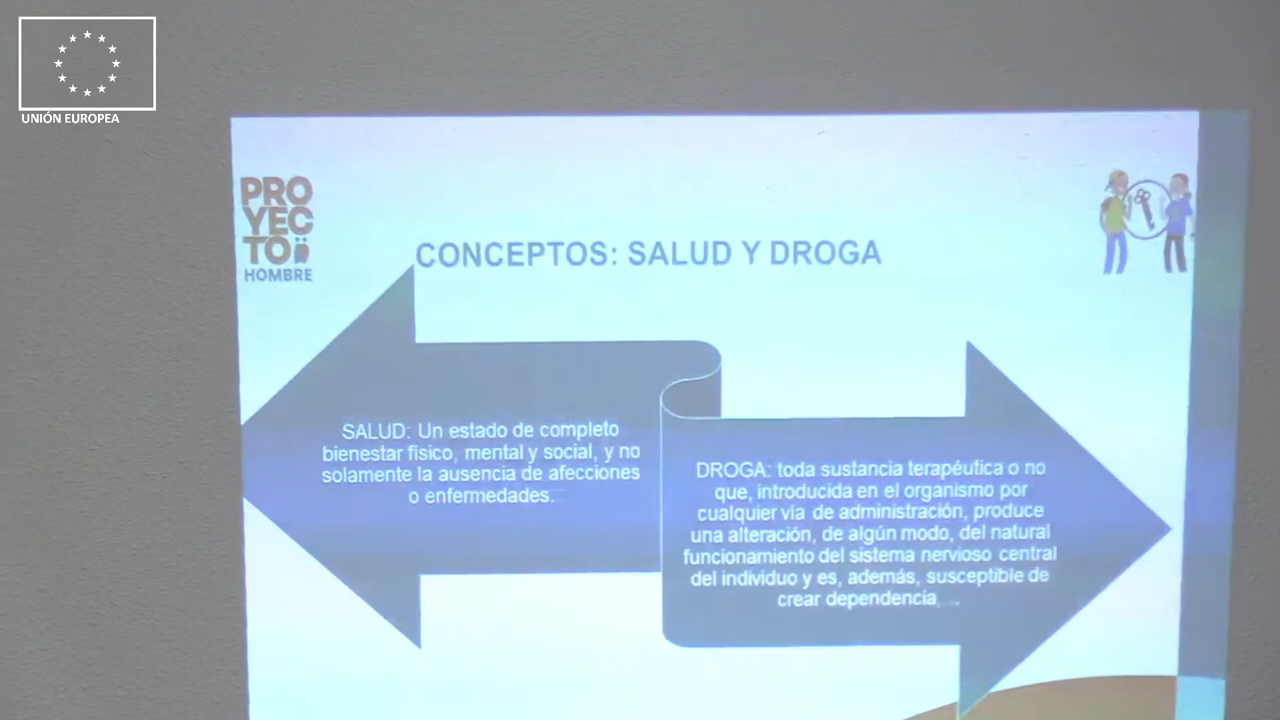 UNIÓN EUROPEA
PRO
YEC
TO
HOMBRE
CONCEPTOS: SALUD Y DROGA
SALUD: Un estado de completo
bienestar físico, mental y social, y no
solamente la ausencia de afecciones
o enfermedades.
DROGA: toda sustancia terapéutica o no
que, introducida en el organismo por
cualquier via de administración, produce
una alteración, de algún modo, del natural
funcionamiento del sistema nervioso central
del individuo y es, además, susceptible de
crear dependencia,...